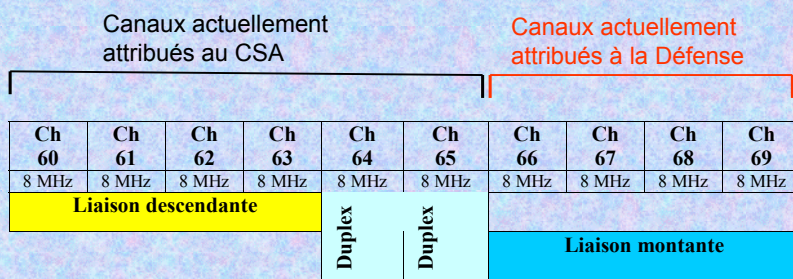 Canaux actuellement
attribués au CSA
Canaux actuellement
attribués à la Défense
Ch Ch Ch Ch Ch Ch Ch Ch Ch Ch
60 61 62 63 64 65 66 67 68 69
8 MHz 8 MHz 8 MHz 8 MHz 8 MHz 8 MHz 8 MHz 8 MHz 8 MHz 8 MHz
Liaison descendante
Duplex
Duplex
Liaison montante